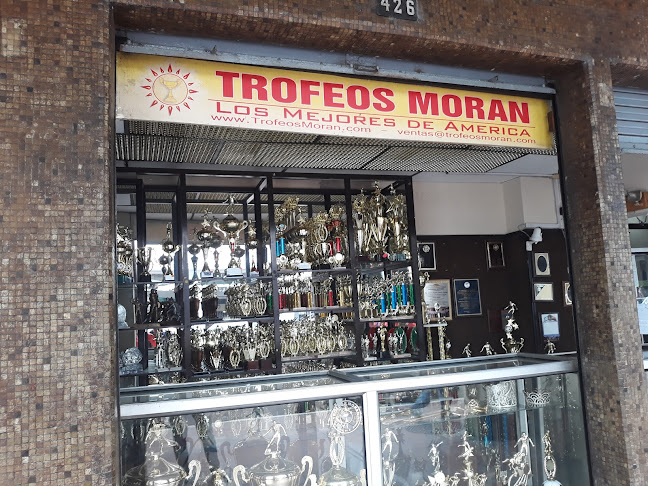 426
TROFEOS MORAN
LOS MEJORES DE AMERICA
www.TrofeosMoran.com - ventas@trofeosmoran.com